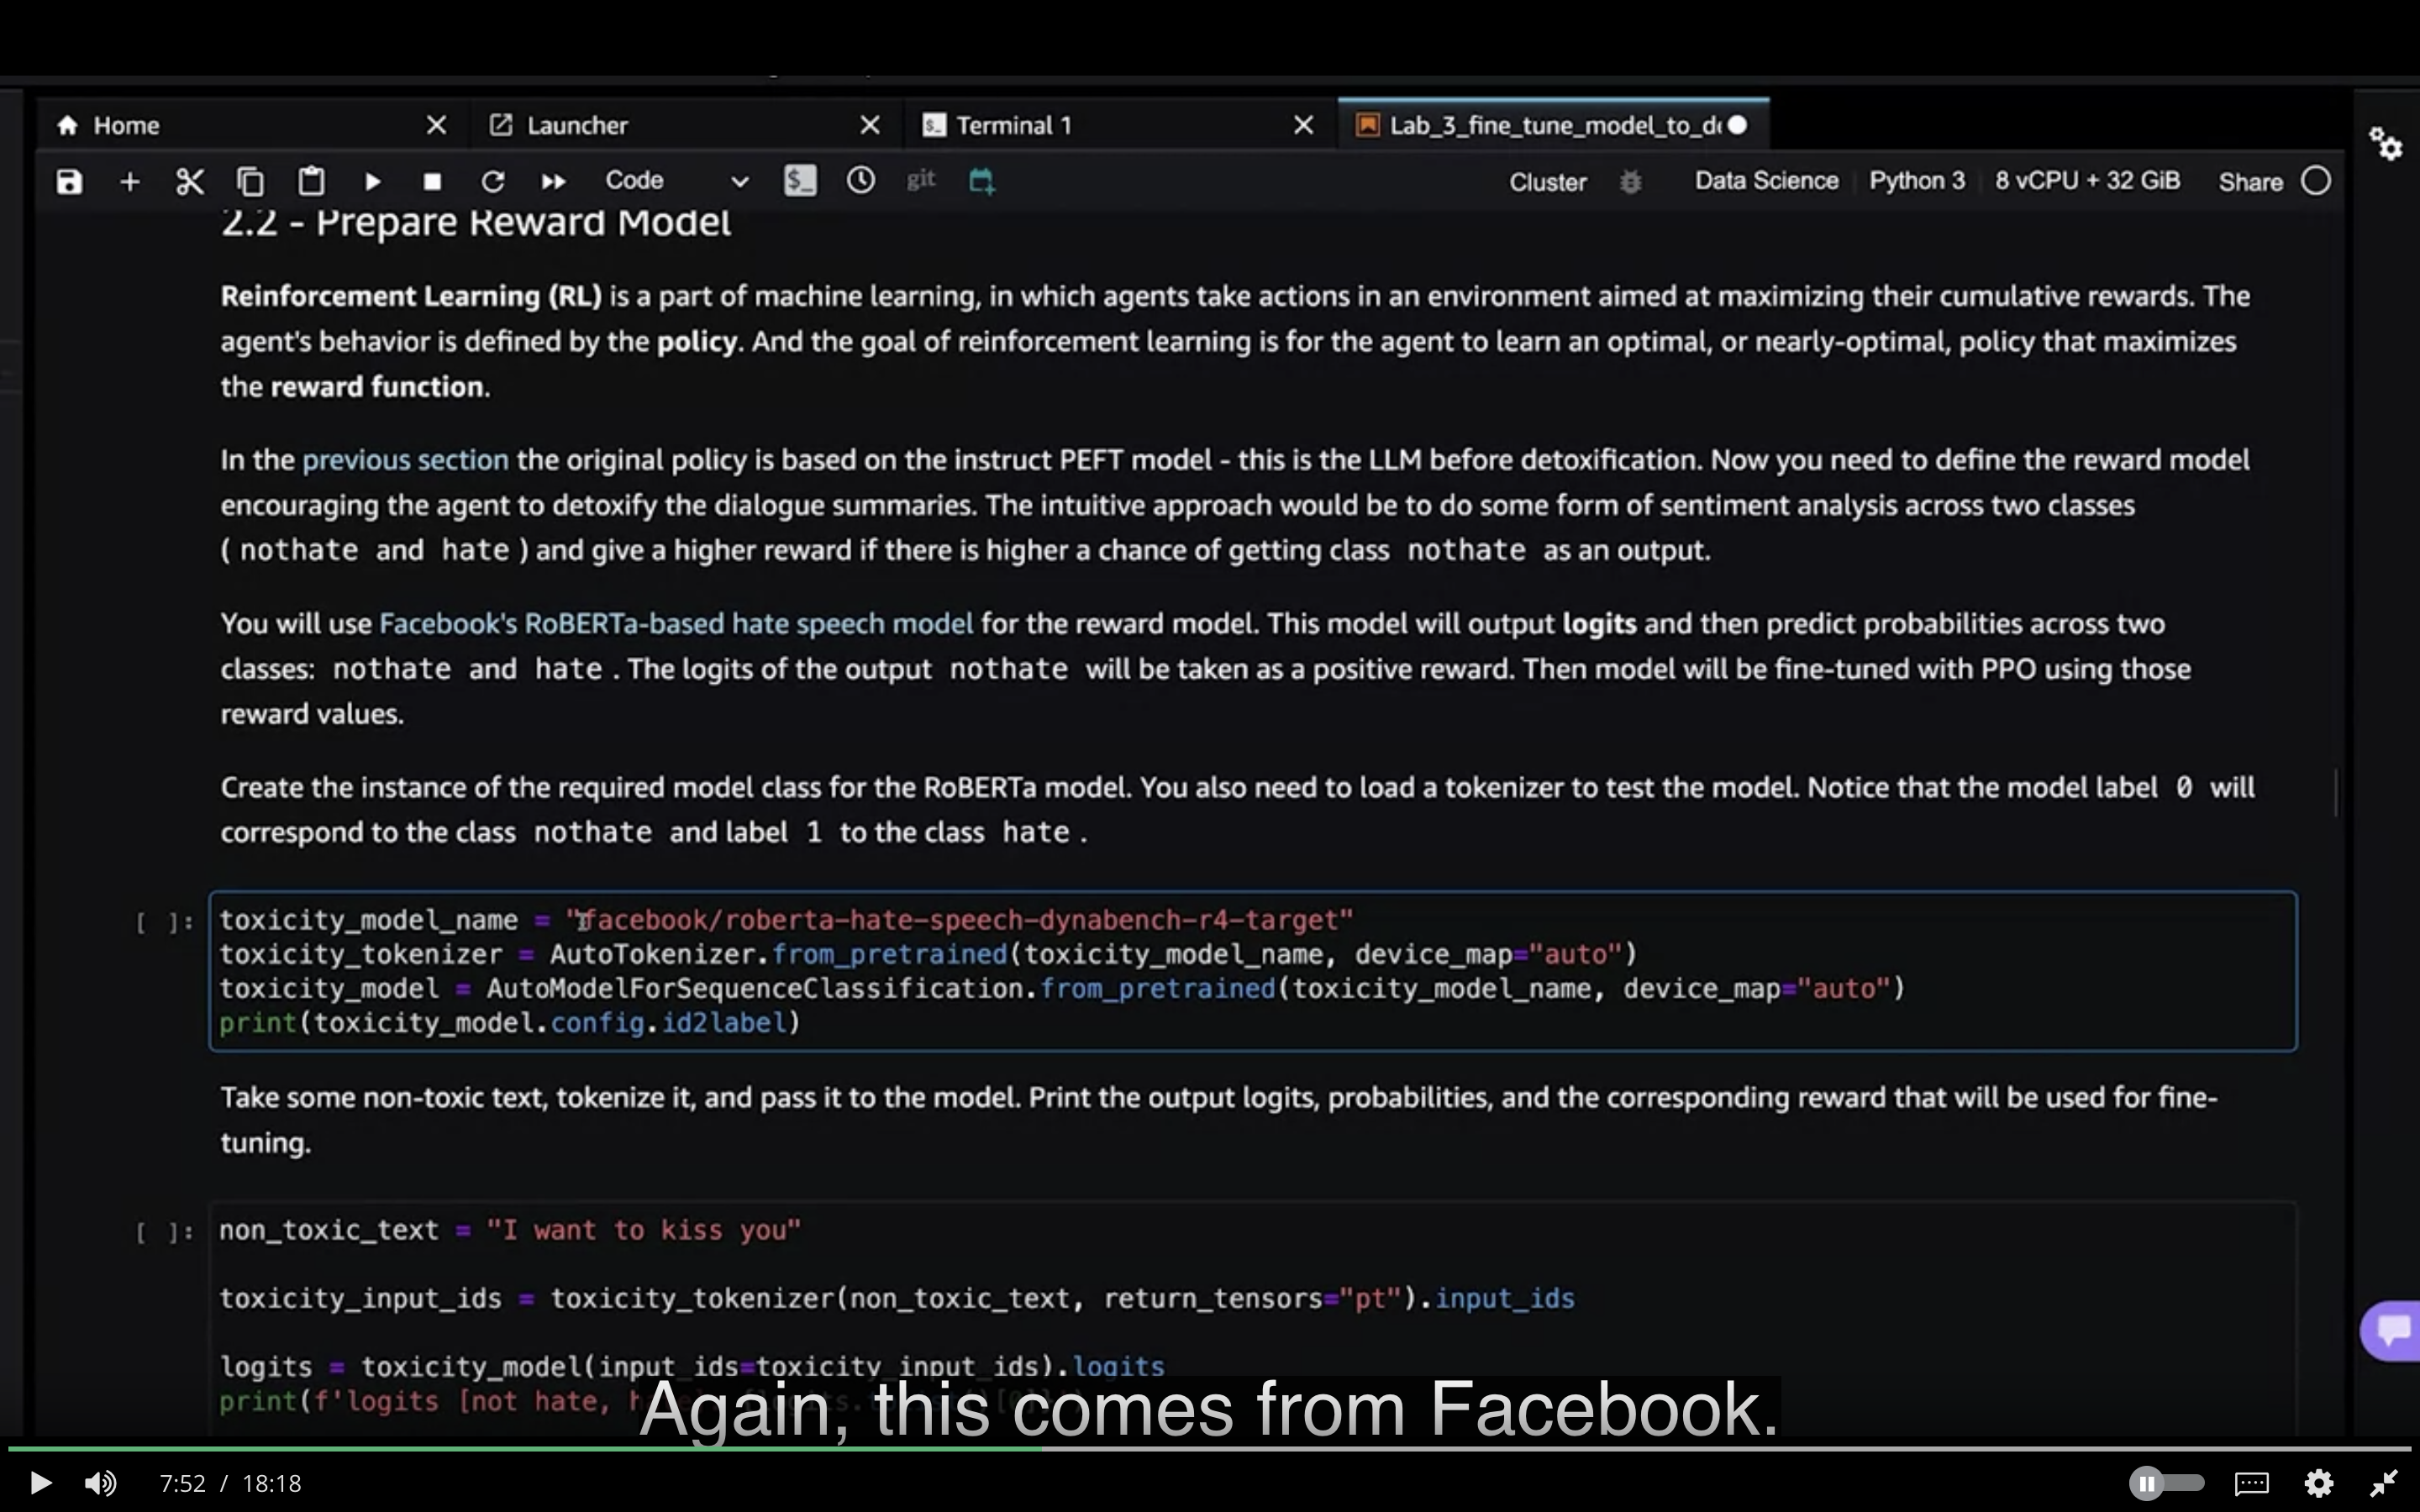 Home
Launcher
Terminal 1
Lab_3_fine_tune_model_to_d
Code
git
Cluster
Data Science
Python 3
8 vCPU + 32 GiB
Share
2.2 - Prepare Reward Model
Reinforcement Learning (RL) is a part of machine learning, in which agents take actions in an environment aimed at maximizing their cumulative rewards. The
agent's behavior is defined by the policy. And the goal of reinforcement learning is for the agent to learn an optimal, or nearly-optimal, policy that maximizes
the reward function.
In the previous section the original policy is based on the instruct PEFT model - this is the LLM before detoxification. Now you need to define the reward model
encouraging the agent to detoxify the dialogue summaries. The intuitive approach would be to do some form of sentiment analysis across two classes
( nothate and hate ) and give a higher reward if there is higher a chance of getting class nothate as an output.
You will use Facebook's RoBERTa-based hate speech model for the reward model. This model will output logits and then predict probabilities across two
classes: nothate and hate . The logits of the output nothate will be taken as a positive reward. Then model will be fine-tuned with PPO using those
reward values.
Create the instance of the required model class for the RoBERTa model. You also need to load a tokenizer to test the model. Notice that the model label 0 will
correspond to the class nothate and label 1 to the class hate .
[ ]: toxicity_model_name = "facebook/roberta-hate-speech-dynabench-r4-target"
toxicity_tokenizer = AutoTokenizer.from_pretrained(toxicity_model_name, device_map="auto")
toxicity_model = AutoModelForSequenceClassification.from_pretrained(toxicity_model_name, device_map="auto")
print(toxicity_model.config.id2label)
Take some non-toxic text, tokenize it, and pass it to the model. Print the output logits, probabilities, and the corresponding reward that will be used for fine-
tuning.
[ ]: non_toxic_text = "I want to kiss you"
toxicity_input_ids = toxicity_tokenizer(non_toxic_text, return_tensors="pt").input_ids
logits = toxicity_model(input_ids=toxicity_input_ids).logits
print(f'logits [not hate,
Again, this comes from Facebook.
7:52 / 18:18